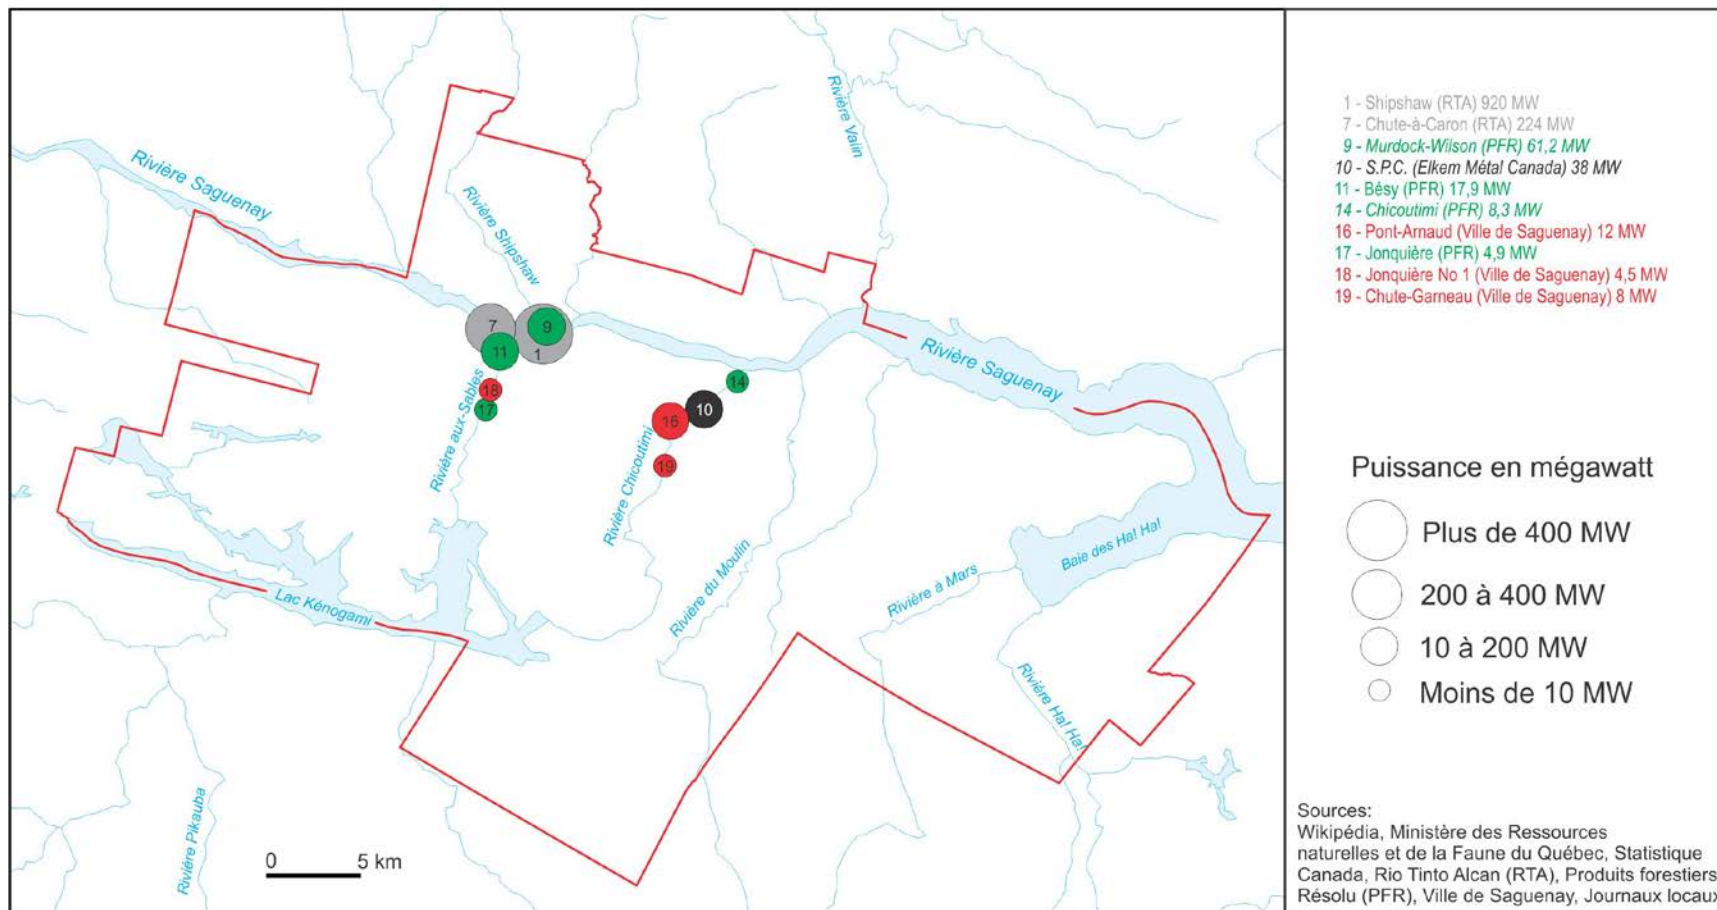 Rivière Saguenay
Rivière Shipshaw
Rivière Valin
7
9
1
11
18
17
Rivière aux-Sables
14
10
16
19
Rivière Chicoutimi
Rivière du Moulin
Rivière Saguenay
Baie des Ha! Ha!
Rivière à Mars
Rivière Ha! Ha!
Lac Kénogami
Rivière Pikauba
0 5 km
1 - Shipshaw (RTA) 920 MW
7 - Chute-à-Caron (RTA) 224 MW
9 - Murdock-Wilson (PFR) 61,2 MW
10 - S.P.C. (Elkem Métal Canada) 38 MW
11 - Bésy (PFR) 17,9 MW
14 - Chicoutimi (PFR) 8,3 MW
16 - Pont-Arnaud (Ville de Saguenay) 12 MW
17 - Jonquière (PFR) 4,9 MW
18 - Jonquière No 1 (Ville de Saguenay) 4,5 MW
19 - Chute-Garneau (Ville de Saguenay) 8 MW
Puissance en mégawatt
Plus de 400 MW
200 à 400 MW
10 à 200 MW
Moins de 10 MW
Sources:
Wikipédia, Ministère des Ressources
naturelles et de la Faune du Québec, Statistique
Canada, Rio Tinto Alcan (RTA), Produits forestiers
Résolu (PFR), Ville de Saguenay, Journaux locaux